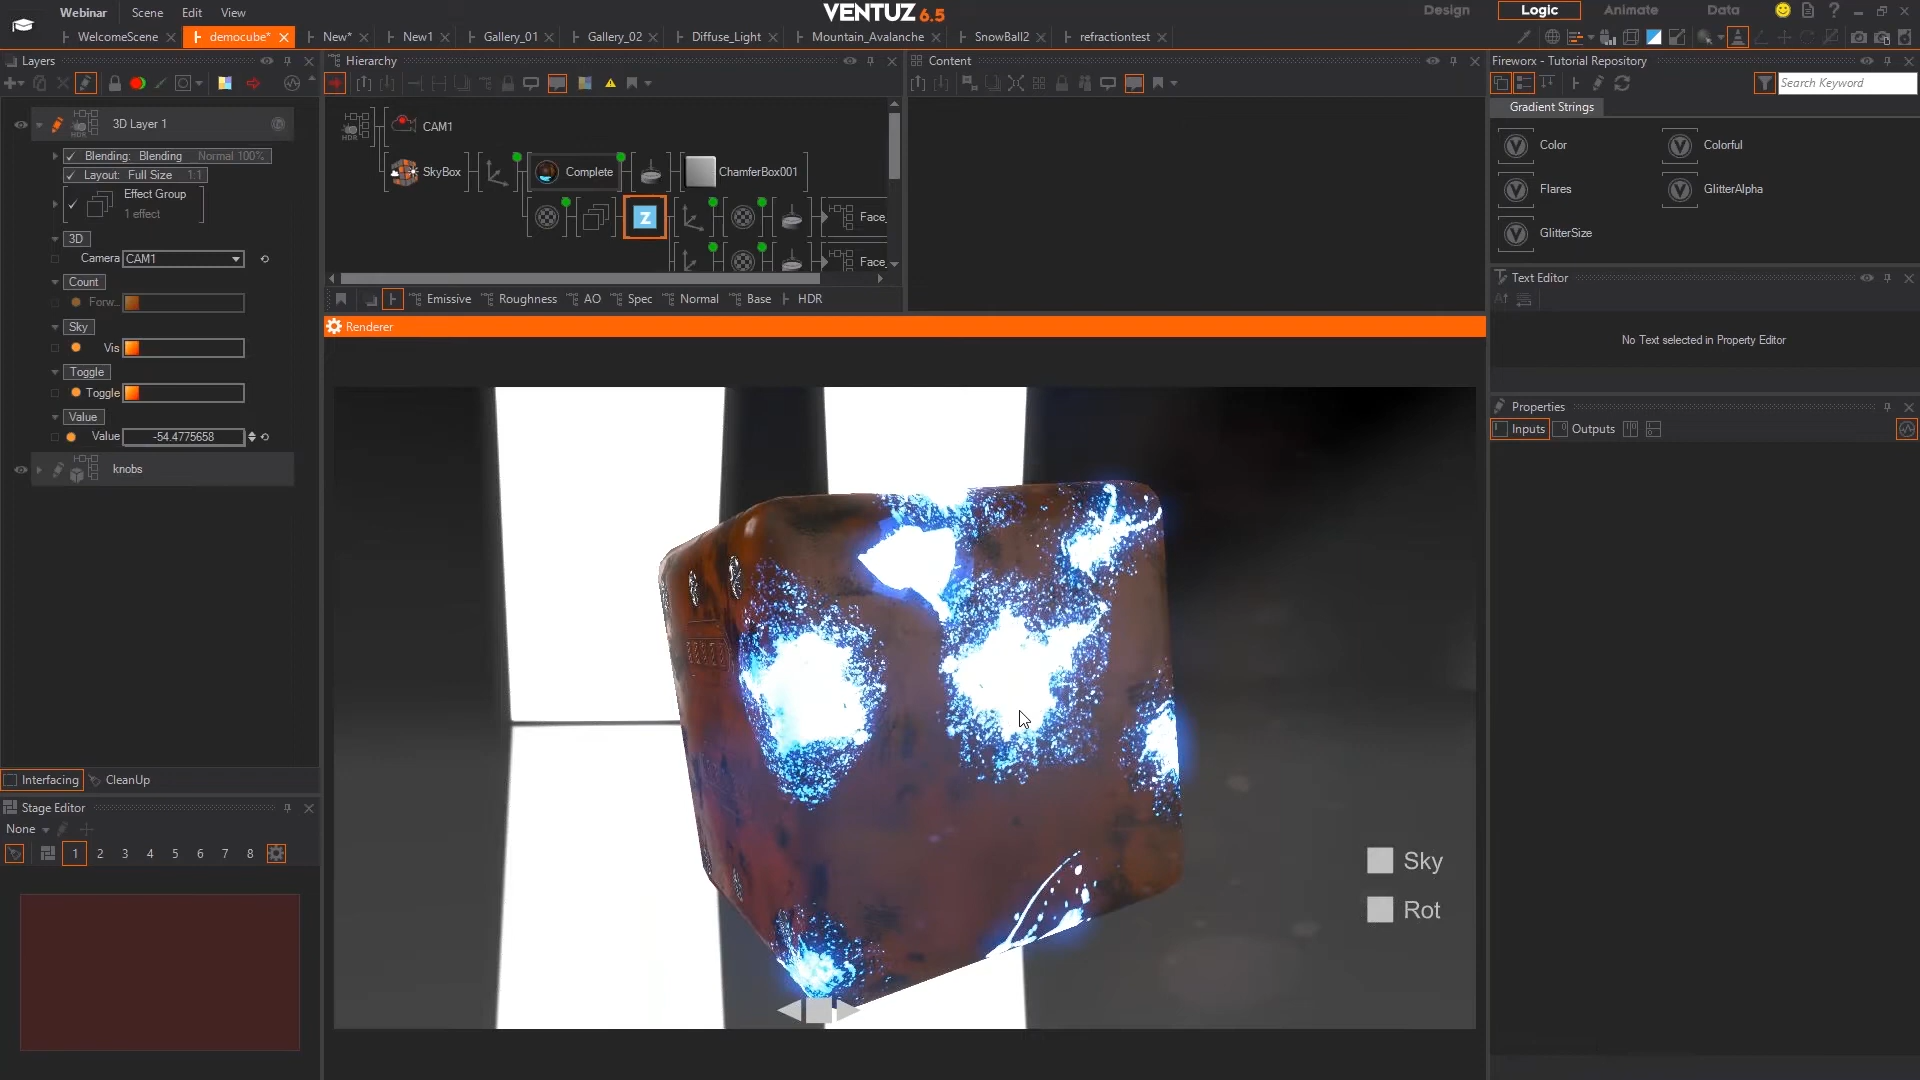 Webinar Scene Edit View VENTUZ 6.5 Design Logic Animate Data
WelcomeScene democube* New* New1 Gallery_01 Gallery_02 Diffuse_Light Mountain_Avalanche SnowBall2 refractiontest
Layers Hierarchy Content Fireworx - Tutorial Repository
Search Keyword
Gradient Strings
3D Layer 1
HDR
Blending: Blending Normal 100%
Layout: Full Size 1:1
Effect Group
1 effect
3D
Camera CAM1
Count
Forw...
Sky
Vis
Toggle
Toggle
Value
Value -54.4775658
knobs
HDR
CAM1
SkyBox Complete ChamferBox001
Z Face_
Face_
Emissive Roughness AO Spec Normal Base HDR
Renderer
Color Colorful
Flares GlitterAlpha
GlitterSize
Text Editor
No Text selected in Property Editor
Properties
Inputs Outputs
Sky
Rot
Interfacing CleanUp
Stage Editor
None
1 2 3 4 5 6 7 8